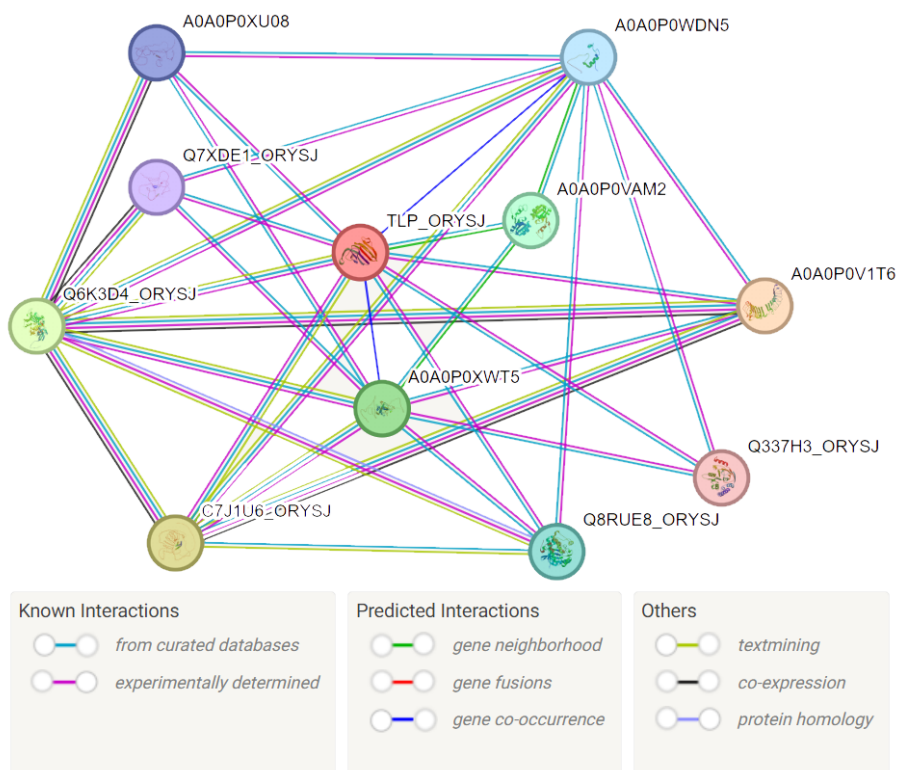 A0A0P0XU08
A0A0P0WDN5
Q7XDE1_ORYSJ
A0A0P0VAM2
TLP_ORYSJ
A0A0P0V1T6
Q6K3D4_ORYSJ
A0A0P0XWT5
Q337H3_ORYSJ
C7J1U6_ORYSJ
Q8RUE8_ORYSJ
Known Interactions
from curated databases
experimentally determined
Predicted Interactions
gene neighborhood
gene fusions
gene co-occurrence
Others
textmining
co-expression
protein homology